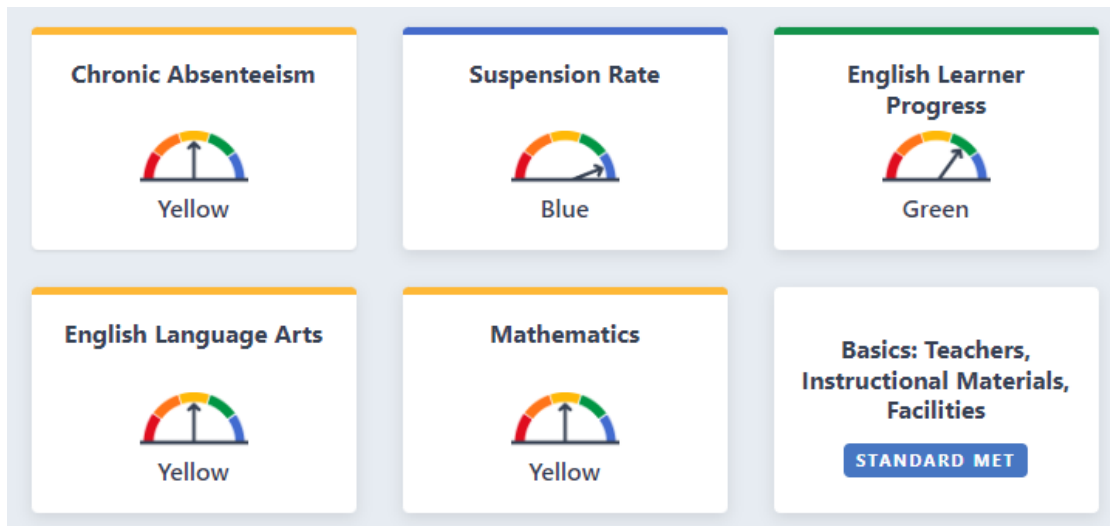 Chronic Absenteeism
Yellow
Suspension Rate
Blue
English Learner
Progress
Green
English Language Arts
Yellow
Mathematics
Yellow
Basics: Teachers,
Instructional Materials,
Facilities
STANDARD MET